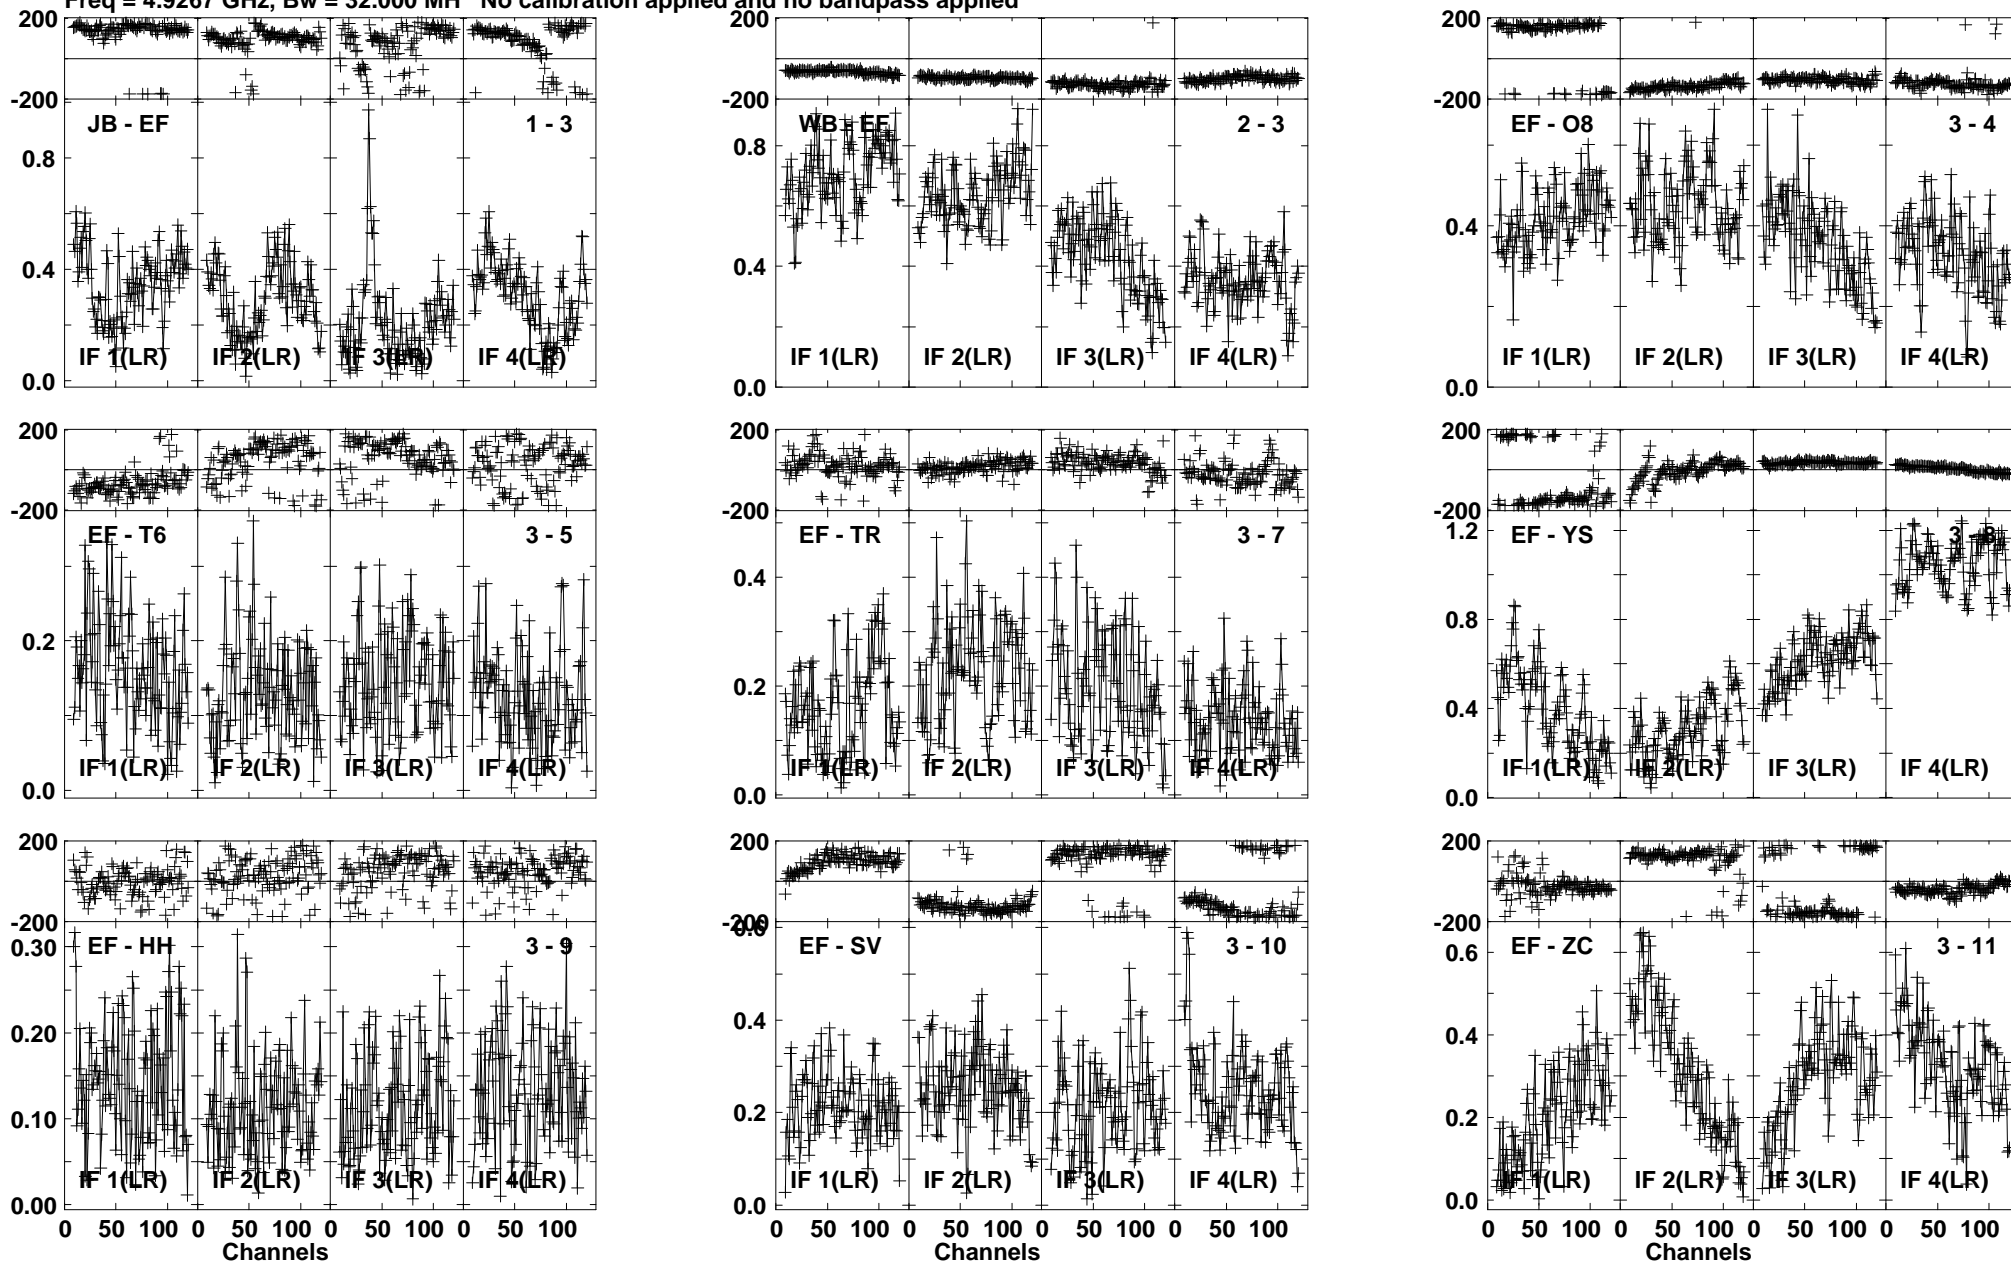 Freq = 4.9267 GHz, Bw = 32.000 MH No calibration applied and no bandpass applied
200
-200
JB - EF 1 - 3
0.8
0.4
0.0
IF 1(LR) IF 2(LR) IF 3(LR) IF 4(LR)
200
-200
WB - EF 2 - 3
0.8
0.4
0.0
IF 1(LR) IF 2(LR) IF 3(LR) IF 4(LR)
200
-200
EF - O8 3 - 4
0.4
0.0
IF 1(LR) IF 2(LR) IF 3(LR) IF 4(LR)
200
-200
EF - T6 3 - 5
0.2
0.0
IF 1(LR) IF 2(LR) IF 3(LR) IF 4(LR)
200
-200
EF - TR 3 - 7
0.4
0.2
0.0
IF 1(LR) IF 2(LR) IF 3(LR) IF 4(LR)
200
-200
EF - YS 3 - 8
1.2
0.8
0.4
0.0
IF 1(LR) IF 2(LR) IF 3(LR) IF 4(LR)
200
-200
EF - HH 3 - 9
0.30
0.20
0.10
0.00
IF 1(LR) IF 2(LR) IF 3(LR) IF 4(LR)
0 50 100 0 50 100 0 50 100 0 50 100
Channels
200
-200
0.6
EF - SV 3 - 10
0.4
0.2
0.0
IF 1(LR) IF 2(LR) IF 3(LR) IF 4(LR)
0 50 100 0 50 100 0 50 100 0 50 100
Channels
200
-200
EF - ZC 3 - 11
0.6
0.4
0.2
0.0
IF 1(LR) IF 2(LR) IF 3(LR) IF 4(LR)
0 50 100 0 50 100 0 50 100 0 50 100
Channels